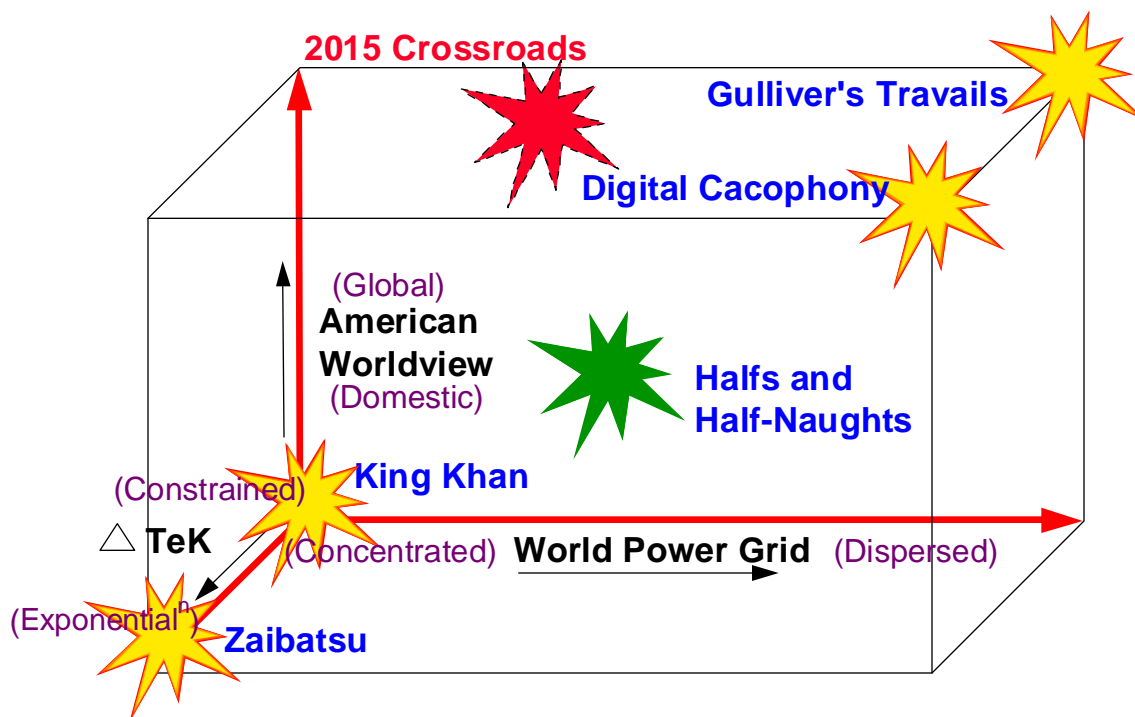 2015 Crossroads
Gulliver's Travails
Digital Cacophony
(Global)
American
Worldview
(Domestic)
Halfs and
Half-Naughts
King Khan
(Constrained)
△ TeK
(Concentrated) World Power Grid (Dispersed)
(Exponentialⁿ)
Zaibatsu